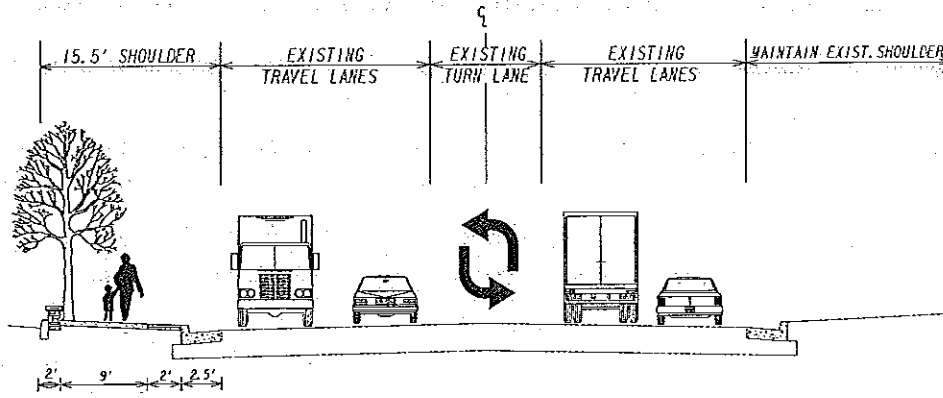 ℄
15.5' SHOULDER
EXISTING
TRAVEL LANES
EXISTING
TURN LANE
EXISTING
TRAVEL LANES
MAINTAIN EXIST. SHOULDER
2' 9' 2' 2.5'